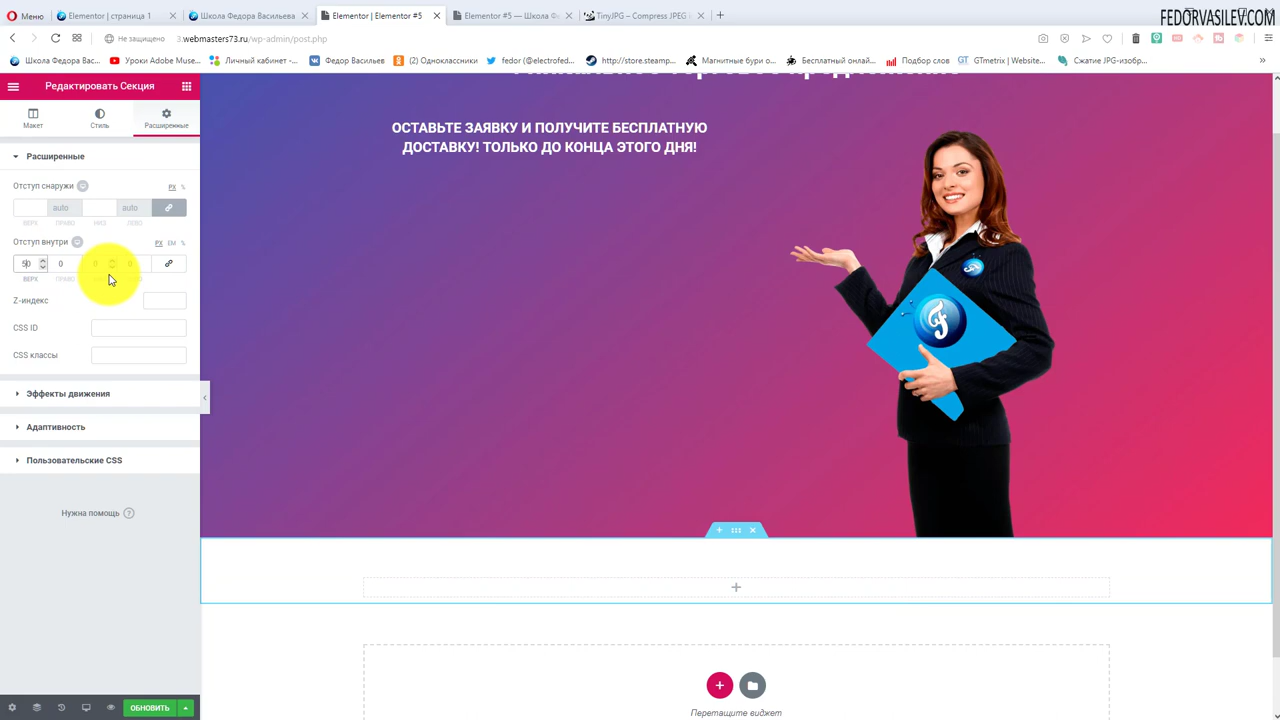 FEDORVASILEV.COM
Меню
Elementor | страница 1
Школа Федора Васильева
Elementor | Elementor #5
Elementor #5 — Школа Ф
TinyJPG – Compress JPEG
Не защищено
3.webmasters73.ru/wp-admin/post.php
Школа Федора Вас...
Уроки Adobe Muse...
Личный кабинет -...
Федор Васильев
(2) Одноклассники
fedor (@electrofed...
http://store.steamp...
Магнитные бури о...
Бесплатный онлай...
Подбор слов
GTmetrix | Website...
Сжатие JPG-изобр...
Редактировать Секция
Макет
Стиль
Расширенные
Расширенные
Отступ снаружи
PX %
auto
auto
ВЕРХ ПРАВО НИЗ ЛЕВО
Отступ внутри
PX EM %
50 0 0 0
ВЕРХ ПРАВО НИЗ ЛЕВО
Z-индекс
CSS ID
CSS классы
Эффекты движения
Адаптивность
Пользовательские CSS
Нужна помощь
ОБНОВИТЬ
ОСТАВЬТЕ ЗАЯВКУ И ПОЛУЧИТЕ БЕСПЛАТНУЮ
ДОСТАВКУ! ТОЛЬКО ДО КОНЦА ЭТОГО ДНЯ!
Перетащите виджет